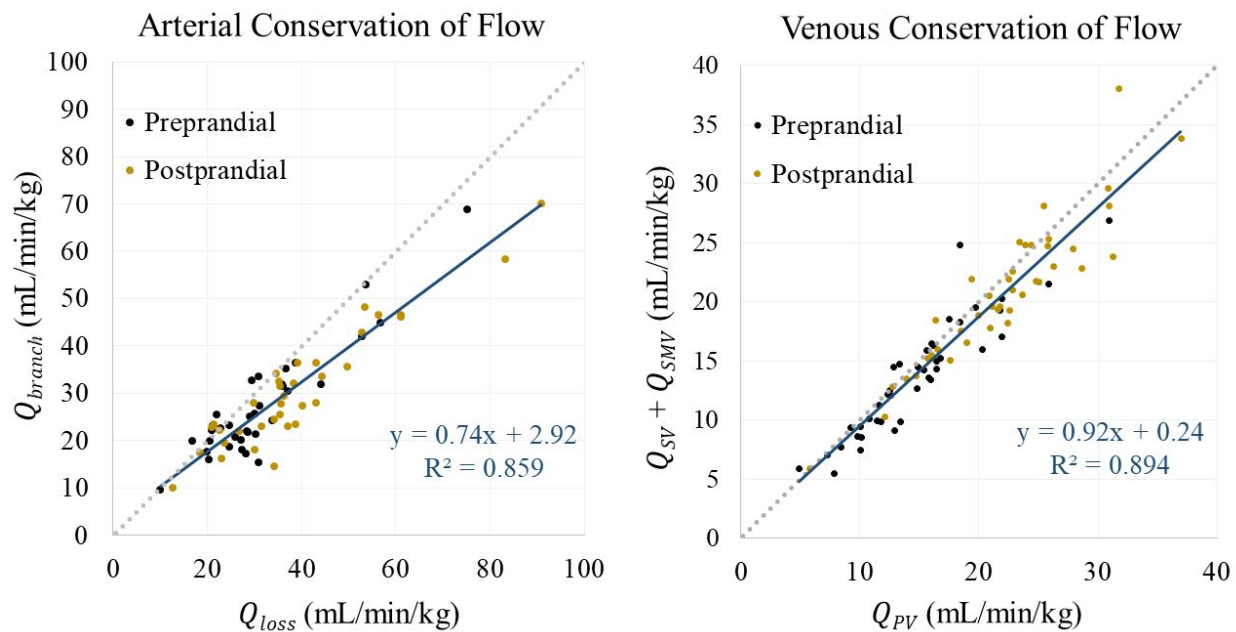 Arterial Conservation of Flow
100
90
80
70
60
50
40
30
20
10
0
Q_branch (mL/min/kg)
Preprandial
Postprandial
y = 0.74x + 2.92
R² = 0.859
0 20 40 60 80 100
Q_loss (mL/min/kg)
Venous Conservation of Flow
40
35
30
25
20
15
10
5
0
Q_SV + Q_SMV (mL/min/kg)
Preprandial
Postprandial
y = 0.92x + 0.24
R² = 0.894
0 10 20 30 40
Q_PV (mL/min/kg)